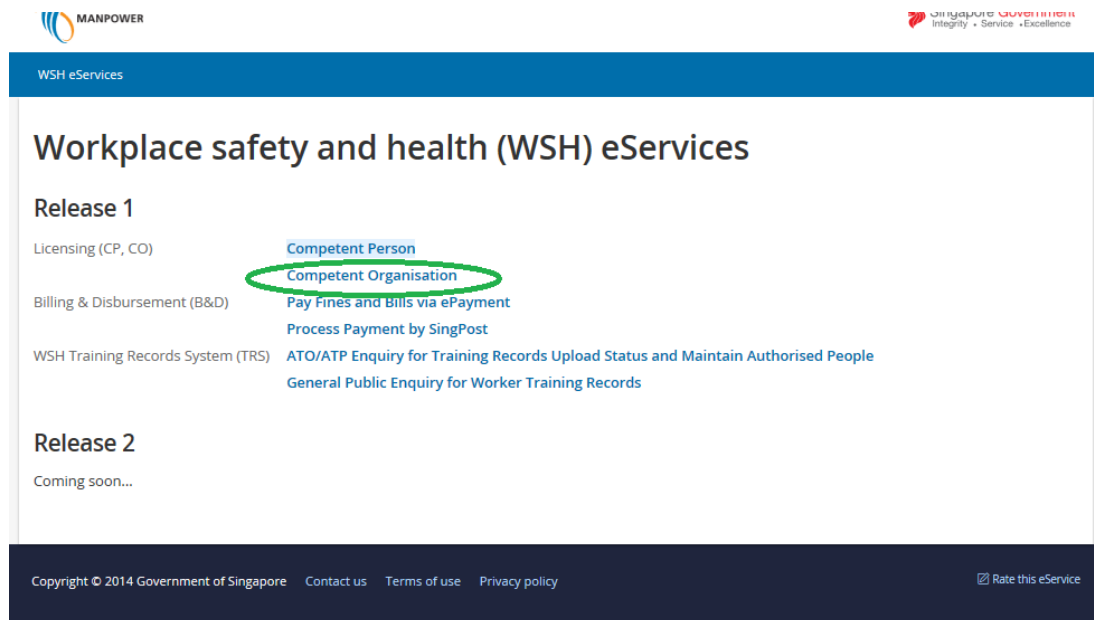 MANPOWER
Singapore Government
Integrity • Service • Excellence
WSH eServices
Workplace safety and health (WSH) eServices
Release 1
Licensing (CP, CO) Competent Person
Competent Organisation
Billing & Disbursement (B&D) Pay Fines and Bills via ePayment
Process Payment by SingPost
WSH Training Records System (TRS) ATO/ATP Enquiry for Training Records Upload Status and Maintain Authorised People
General Public Enquiry for Worker Training Records
Release 2
Coming soon...
Copyright © 2014 Government of Singapore Contact us Terms of use Privacy policy Rate this eService